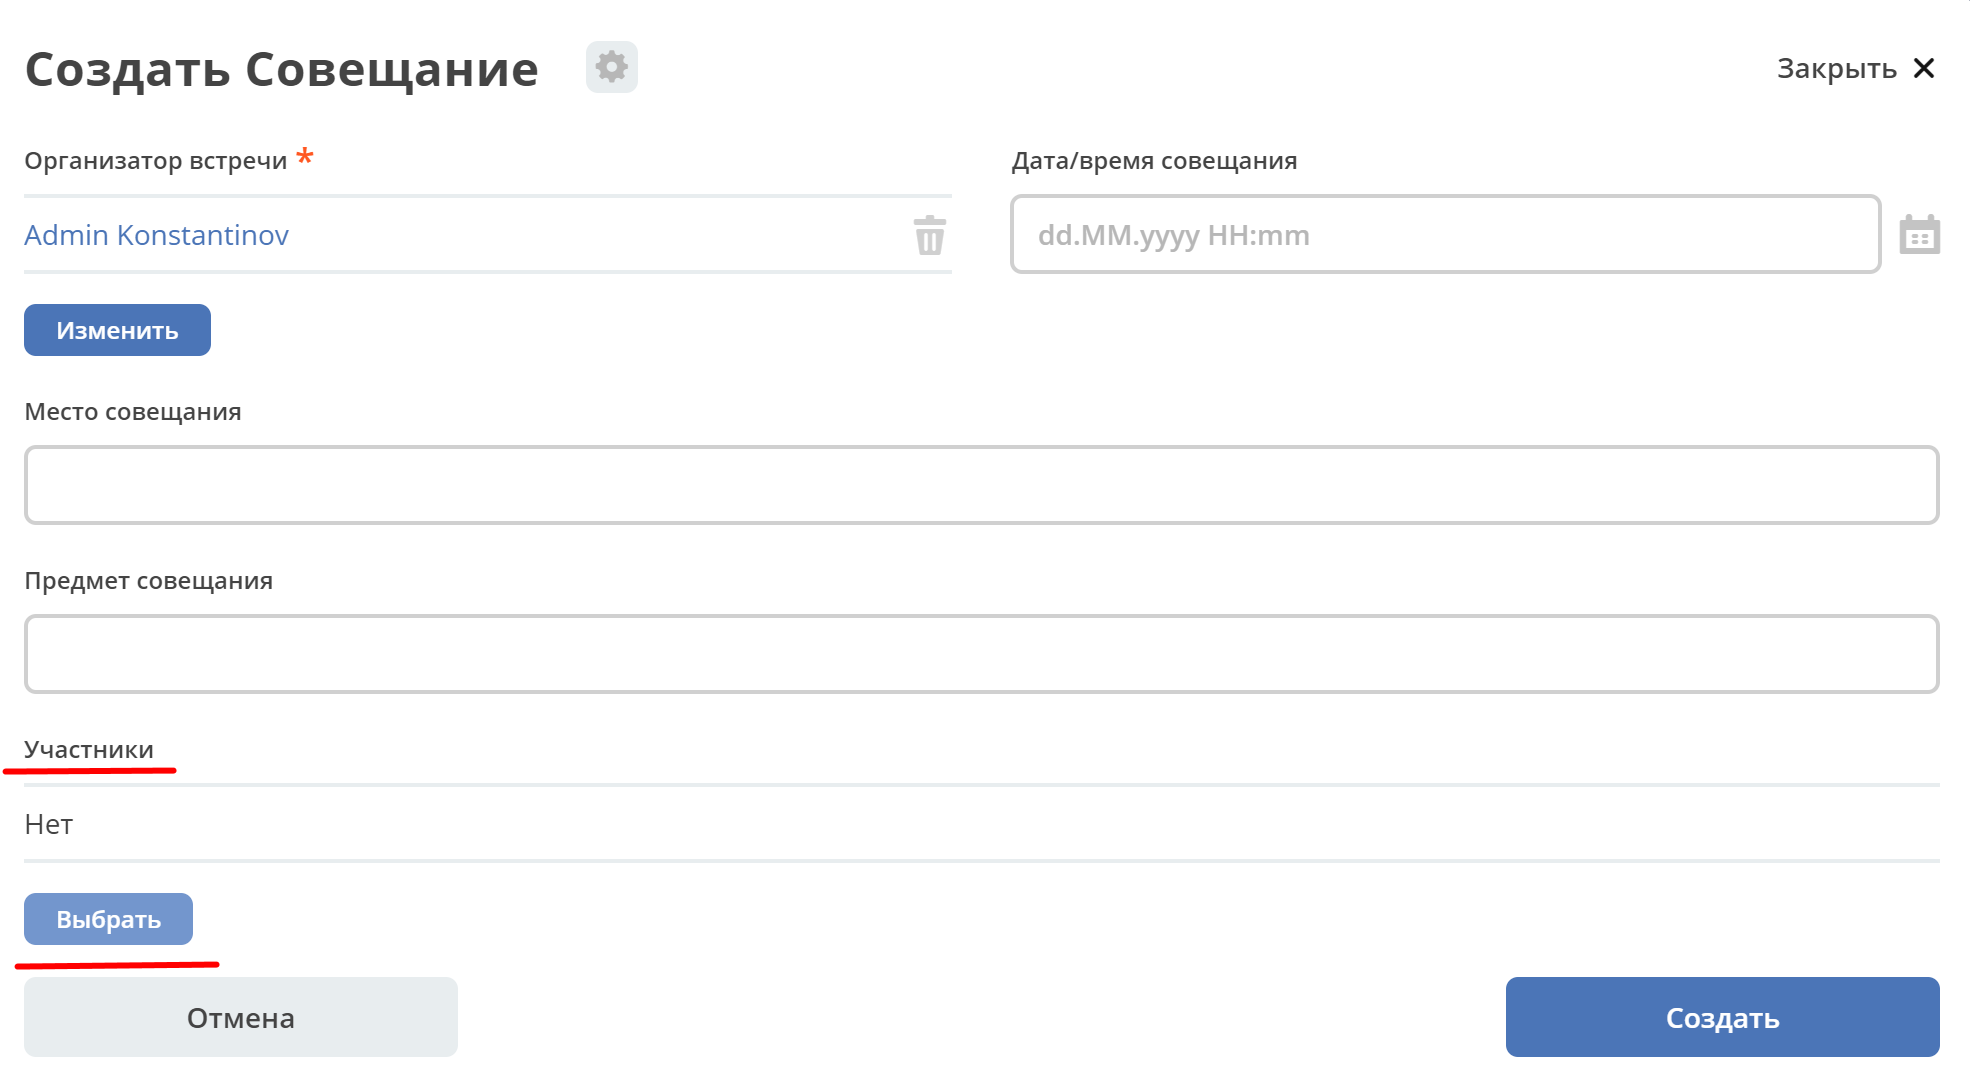 Создать Совещание
Закрыть
Организатор встречи *
Дата/время совещания
Admin Konstantinov
dd.MM.yyyy HH:mm
Изменить
Место совещания
Предмет совещания
Участники
Нет
Выбрать
Отмена
Создать